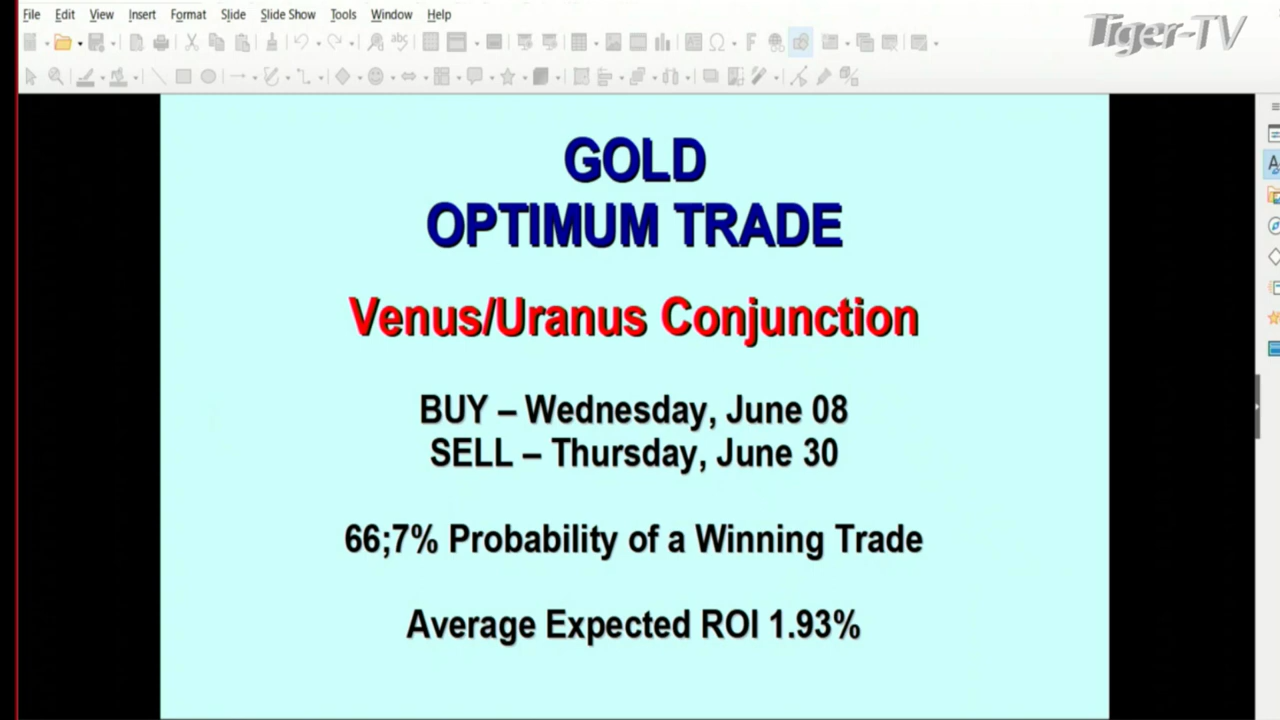 File Edit View Insert Format Slide Slide Show Tools Window Help
Tiger-TV
GOLD
OPTIMUM TRADE
Venus/Uranus Conjunction
BUY – Wednesday, June 08
SELL – Thursday, June 30
66;7% Probability of a Winning Trade
Average Expected ROI 1.93%